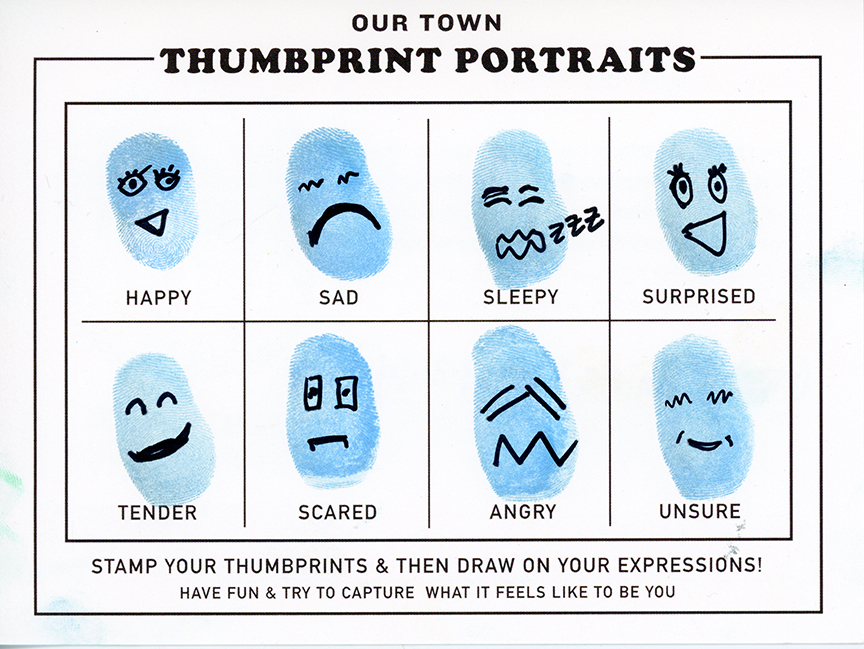 OUR TOWN
THUMBPRINT PORTRAITS
ZZZ
HAPPY SAD SLEEPY SURPRISED
TENDER SCARED ANGRY UNSURE
STAMP YOUR THUMBPRINTS & THEN DRAW ON YOUR EXPRESSIONS!
HAVE FUN & TRY TO CAPTURE WHAT IT FEELS LIKE TO BE YOU